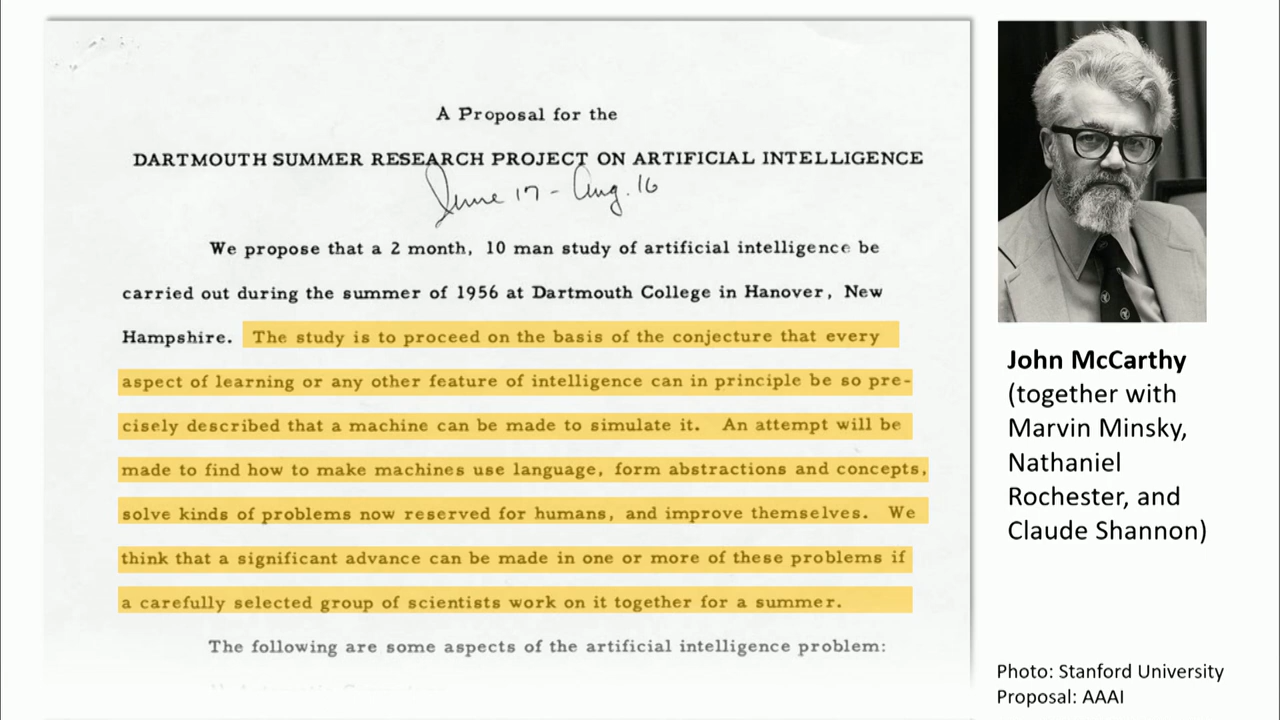 A Proposal for the
DARTMOUTH SUMMER RESEARCH PROJECT ON ARTIFICIAL INTELLIGENCE
June 17 - Aug. 16
We propose that a 2 month, 10 man study of artificial intelligence be
carried out during the summer of 1956 at Dartmouth College in Hanover, New
Hampshire. The study is to proceed on the basis of the conjecture that every
aspect of learning or any other feature of intelligence can in principle be so pre-
cisely described that a machine can be made to simulate it. An attempt will be
made to find how to make machines use language, form abstractions and concepts,
solve kinds of problems now reserved for humans, and improve themselves. We
think that a significant advance can be made in one or more of these problems if
a carefully selected group of scientists work on it together for a summer.
The following are some aspects of the artificial intelligence problem:
John McCarthy
(together with
Marvin Minsky,
Nathaniel
Rochester, and
Claude Shannon)
Photo: Stanford University
Proposal: AAAI